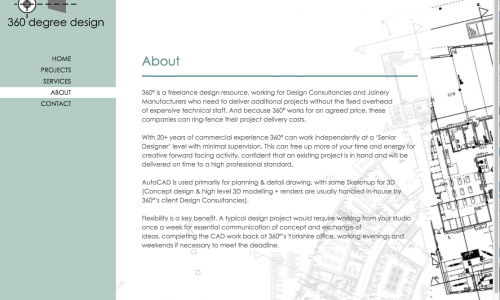 360 degree design
HOME
PROJECTS
SERVICES
ABOUT
CONTACT
About
360° is a freelance design resource, working for Design Consultancies and Joinery
Manufacturers who need to deliver additional projects without the fixed overhead
of expensive technical staff. And because 360° works for an agreed price, these
companies can ring-fence their project delivery costs.
With 20+ years of commercial experience 360° can work independently at a 'Senior
Designer' level with minimal supervision. This can free up more of your time and energy for
creative forward facing activity, confident that an existing project is in hand and will be
delivered on time to a high professional standard.
AutoCAD is used primarily for planning & detail drawing, with some Sketchup for 3D
(Concept design & high level 3D modelling + renders are usually handled in-house by
360°'s client Design Consultancies).
Flexibility is a key benefit. A typical design project would require working from your studio
once a week for essential communication of concept and exchange of
ideas, completing the CAD work back at 360°'s Yorkshire office, working evenings and
weekends if necessary to meet the deadline.